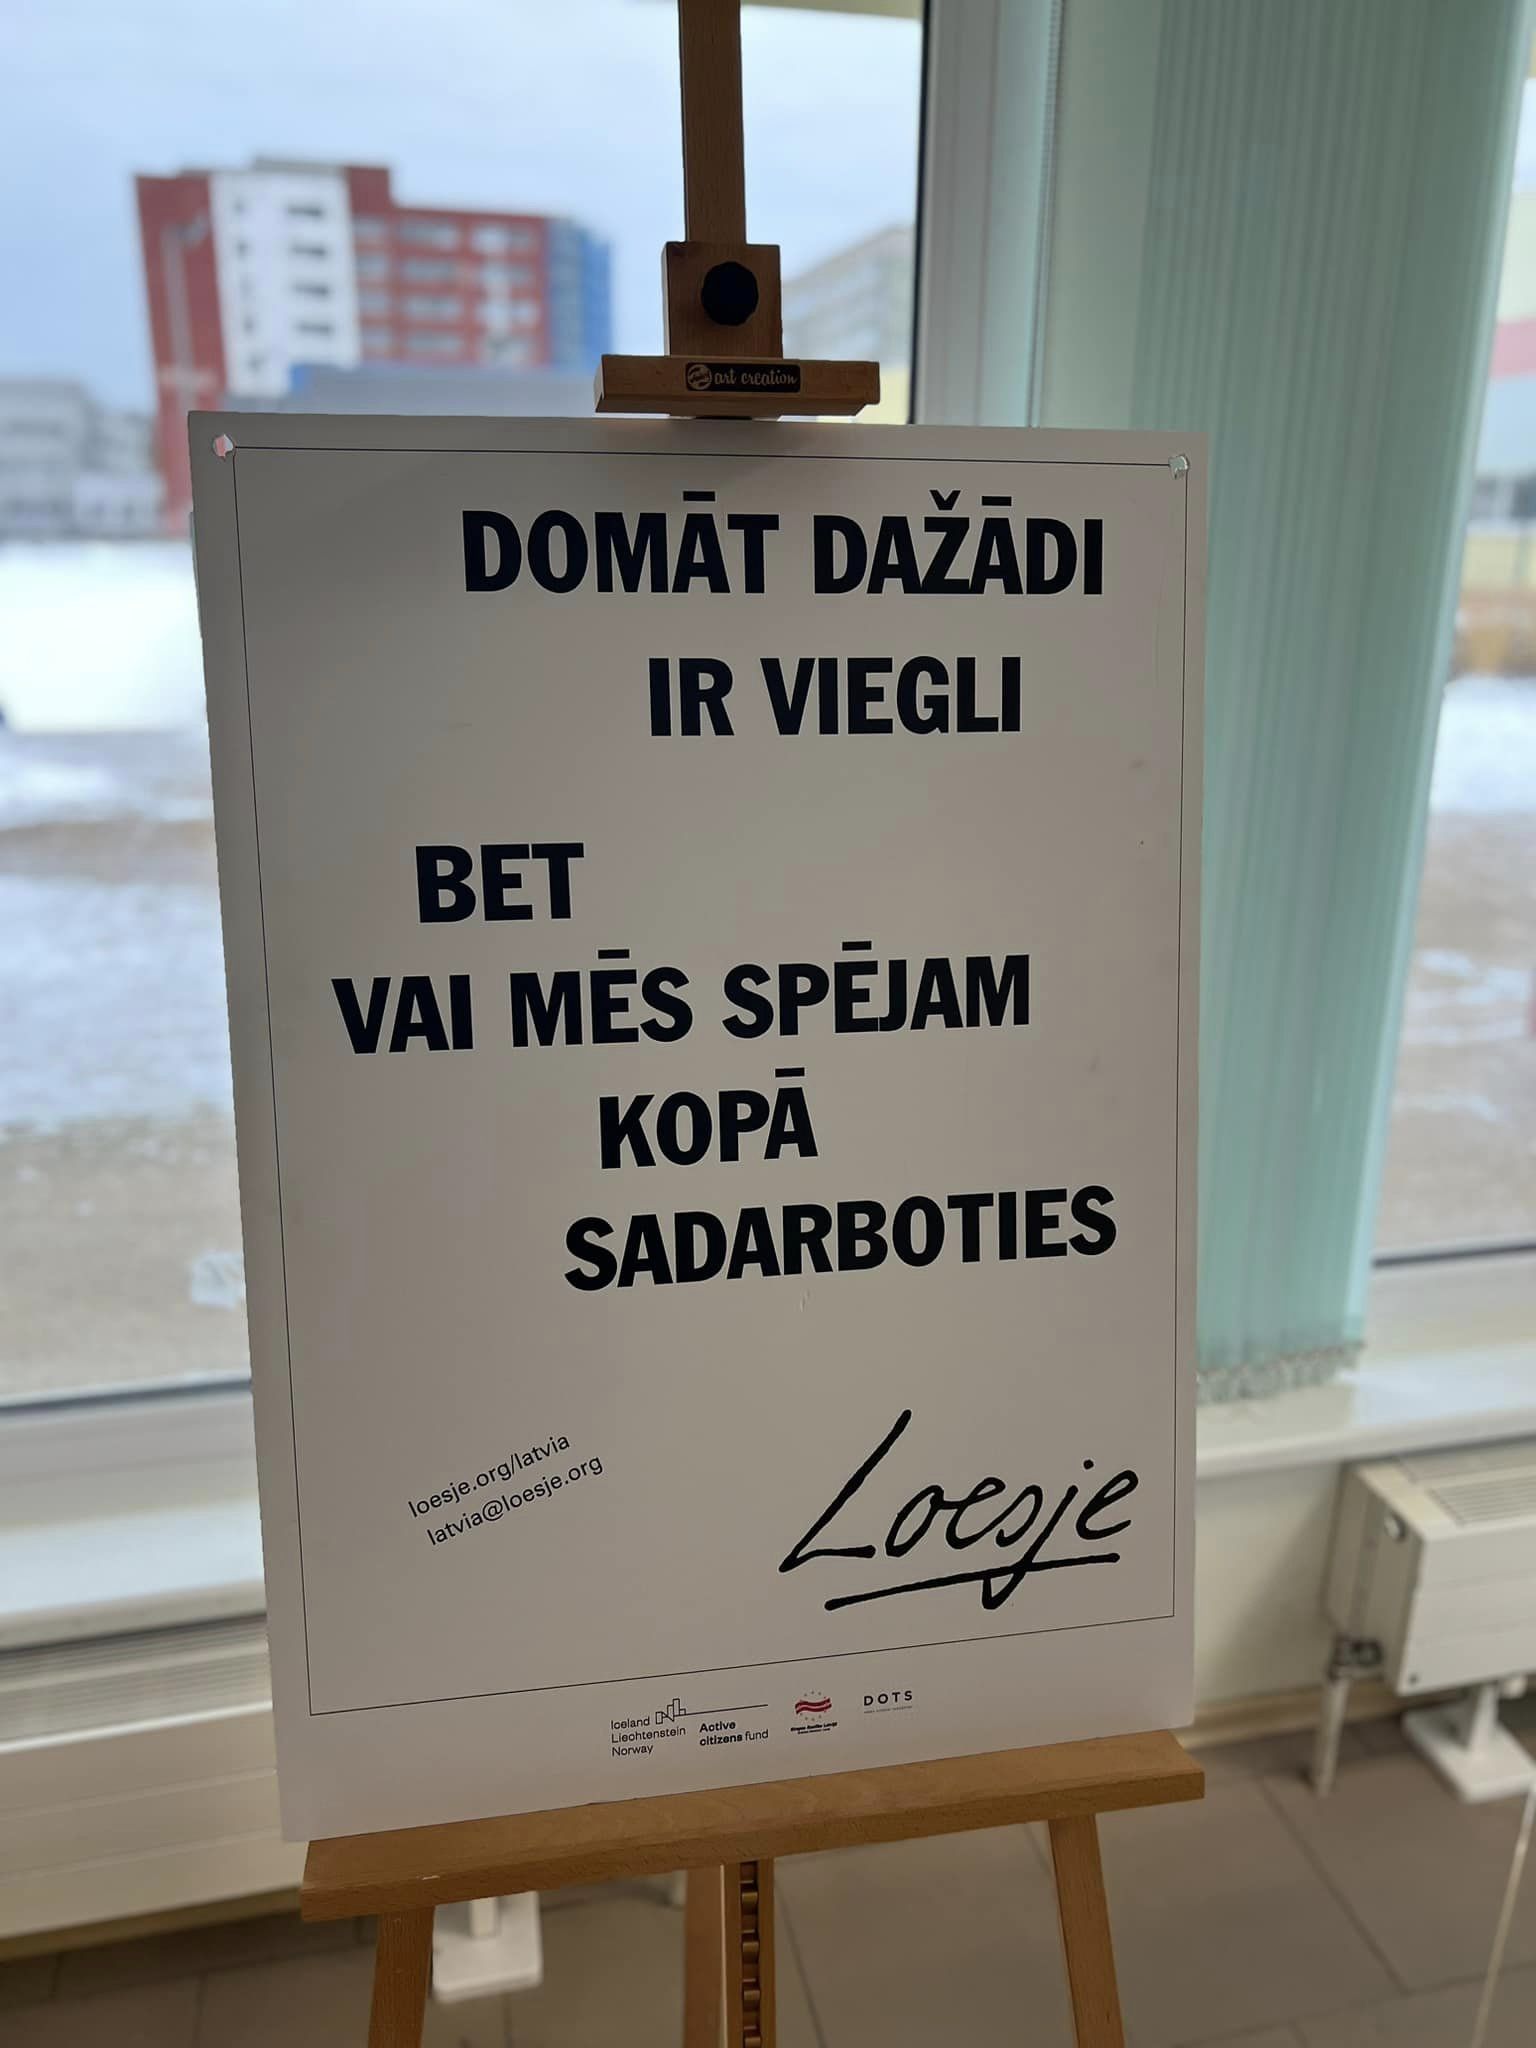 art creation
DOMĀT DAŽĀDI
IR VIEGLI
BET
VAI MĒS SPĒJAM
KOPĀ
SADARBOTIES
loesje.org/latvia
latvia@loesje.org
Loesje
Iceland
Liechtenstein
Norway
Active
citizens fund
DOTS